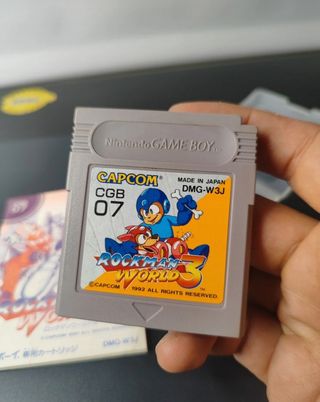 Nintendo GAME BOY
CAPCOM
MADE IN JAPAN
DMG-W3J
CGB
07
ROCKMAN
WORLD 3
©CAPCOM 1992 ALL RIGHTS RESERVED.
DMG-W3J